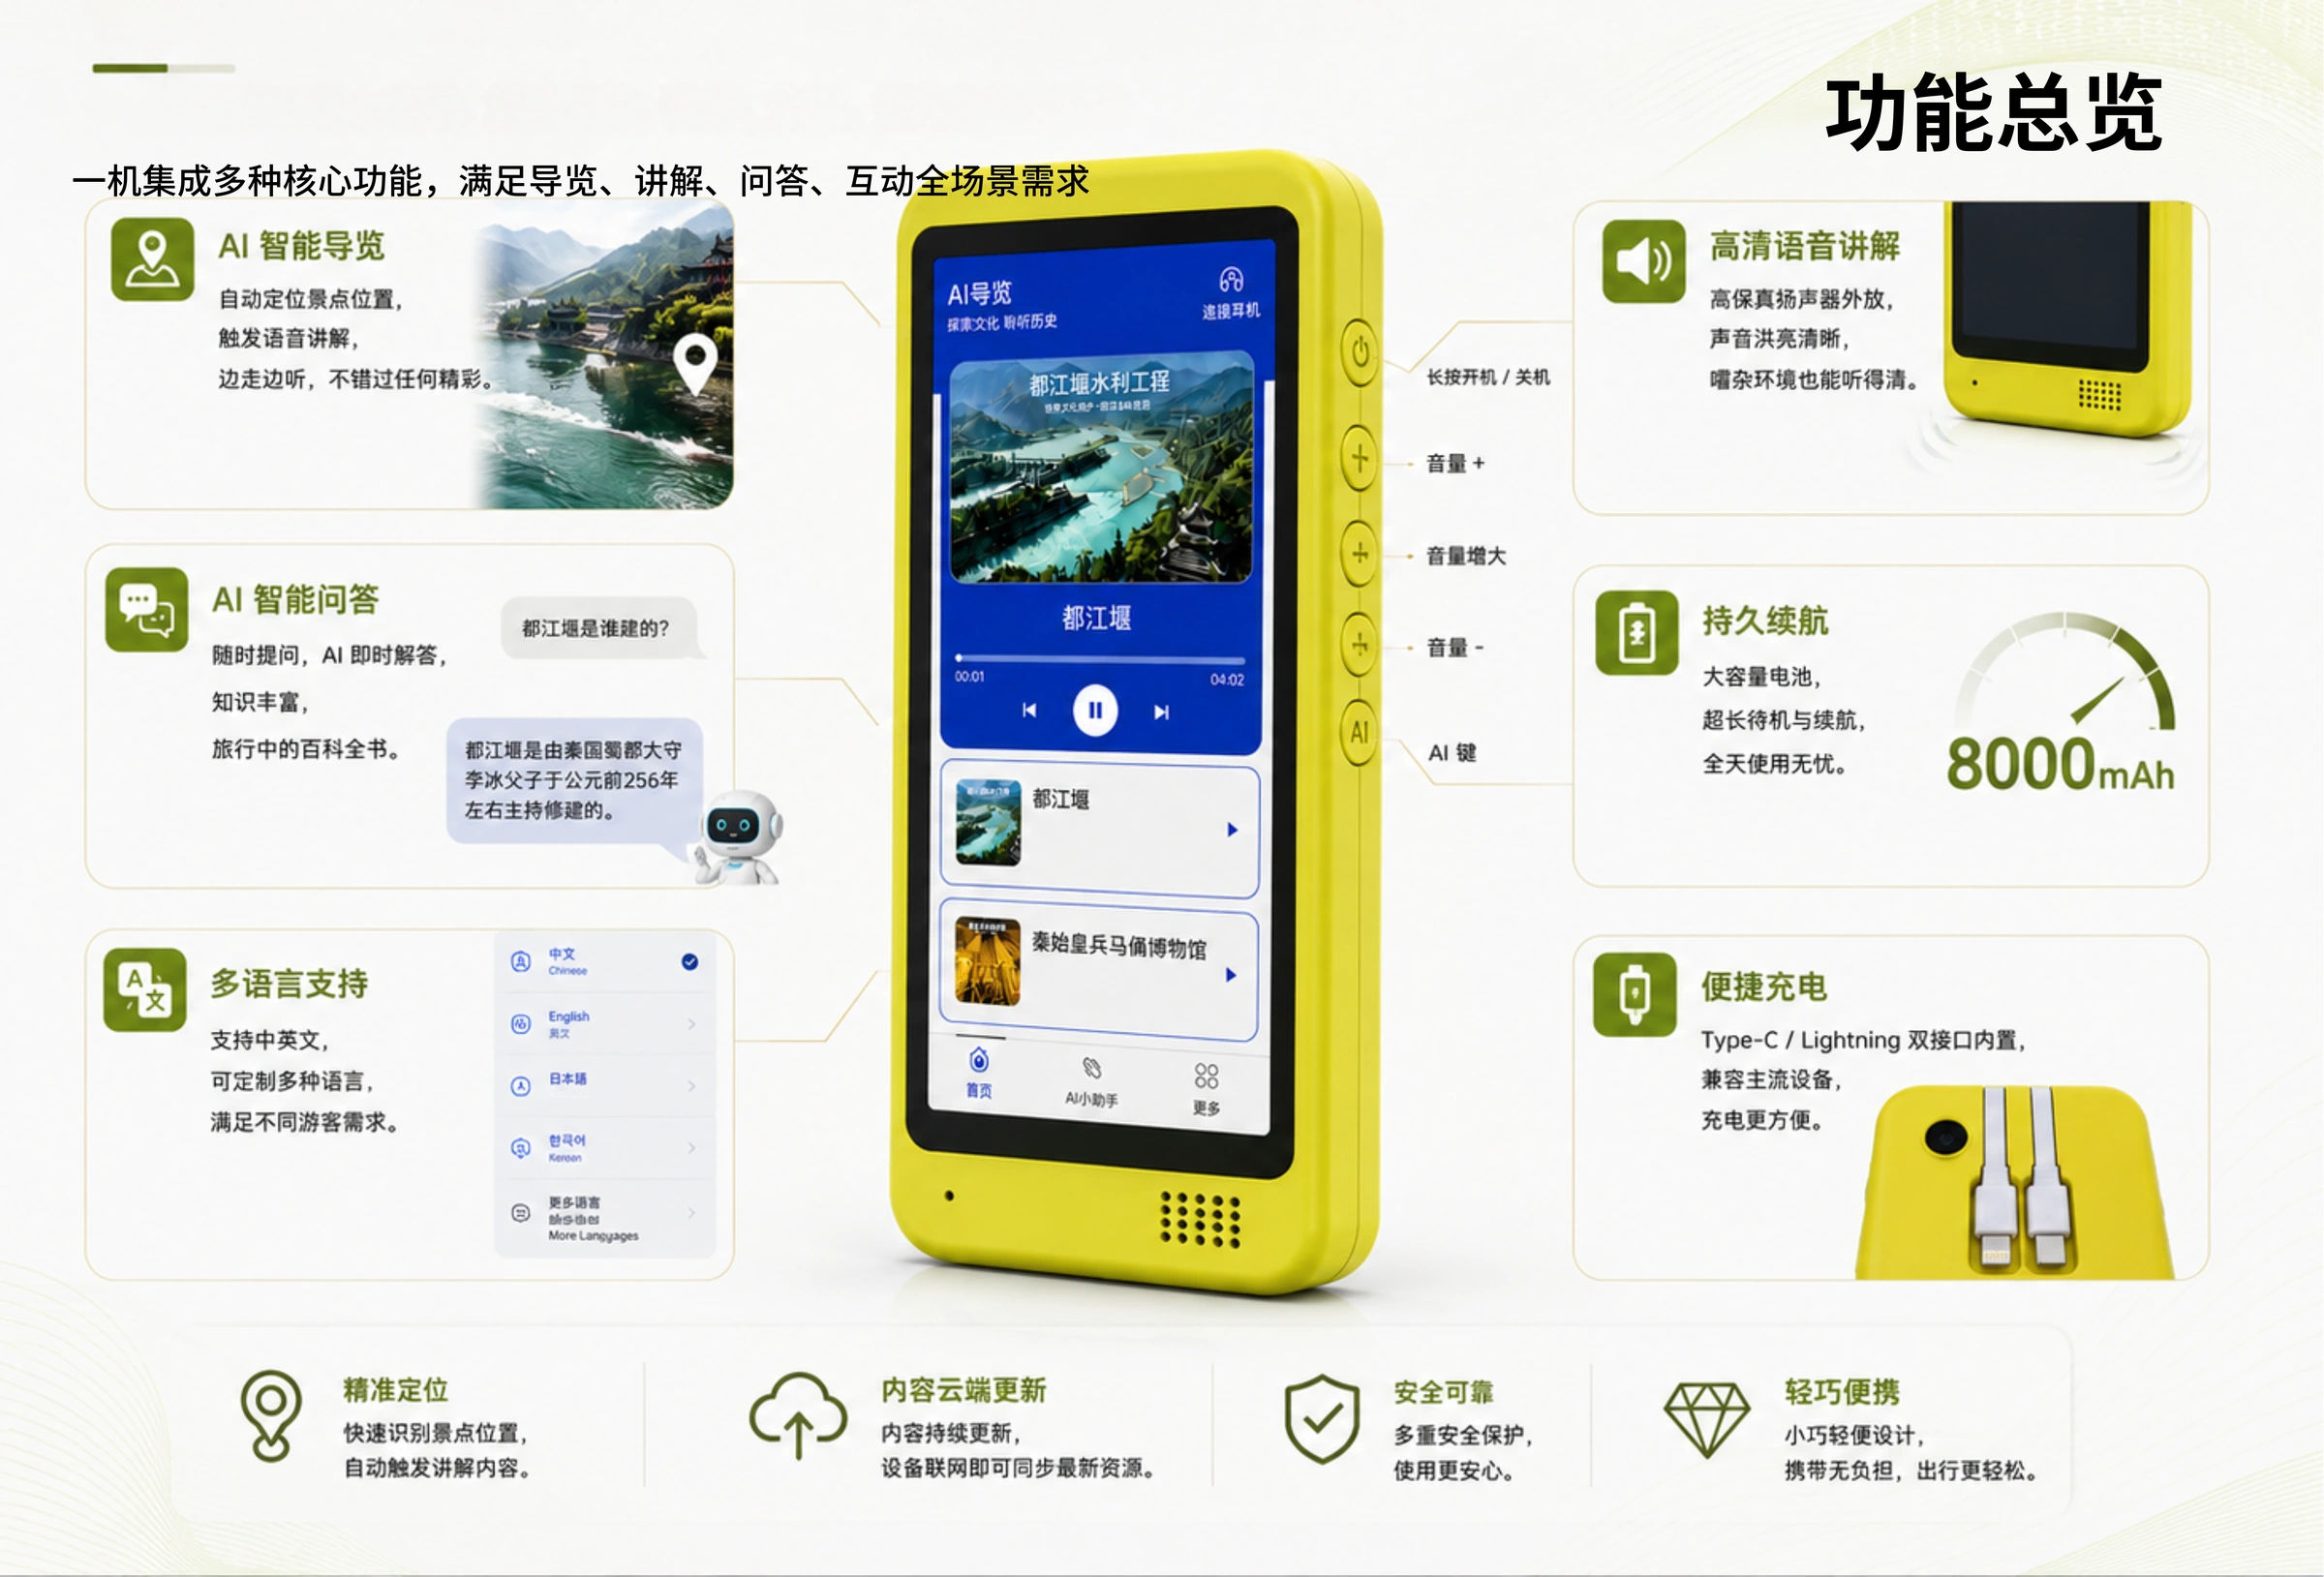 功能总览
一机集成多种核心功能，满足导览、讲解、问答、互动全场景需求
AI 智能导览
自动定位景点位置，
触发语音讲解，
边走边听，不错过任何精彩。
AI 智能问答
随时提问，AI 即时解答，
知识丰富，
旅行中的百科全书。
都江堰是谁建的？
都江堰是由秦国蜀郡大守
李冰父子于公元前256年
左右主持修建的。
多语言支持
支持中英文，
可定制多种语言，
满足不同游客需求。
中文
Chinese
English
日本語
한국어
Korean
更多语言
More Languages
AI导览
聆听历史
耳机
都江堰水利工程
都江堰
00:01
04:02
都江堰
秦始皇兵马俑博物馆
首页
AI小助手
更多
长按开机 / 关机
音量 +
音量增大
音量 -
AI
AI 键
高清语音讲解
高保真扬声器外放，
声音洪亮清晰，
嘈杂环境也能听得清。
持久续航
大容量电池，
超长待机与续航，
全天使用无忧。
8000mAh
便捷充电
Type-C / Lightning 双接口内置，
兼容主流设备，
充电更方便。
精准定位
快速识别景点位置，
自动触发讲解内容。
内容云端更新
内容持续更新，
设备联网即可同步最新资源。
安全可靠
多重安全保护，
使用更安心。
轻巧便携
小巧轻便设计，
携带无负担，出行更轻松。